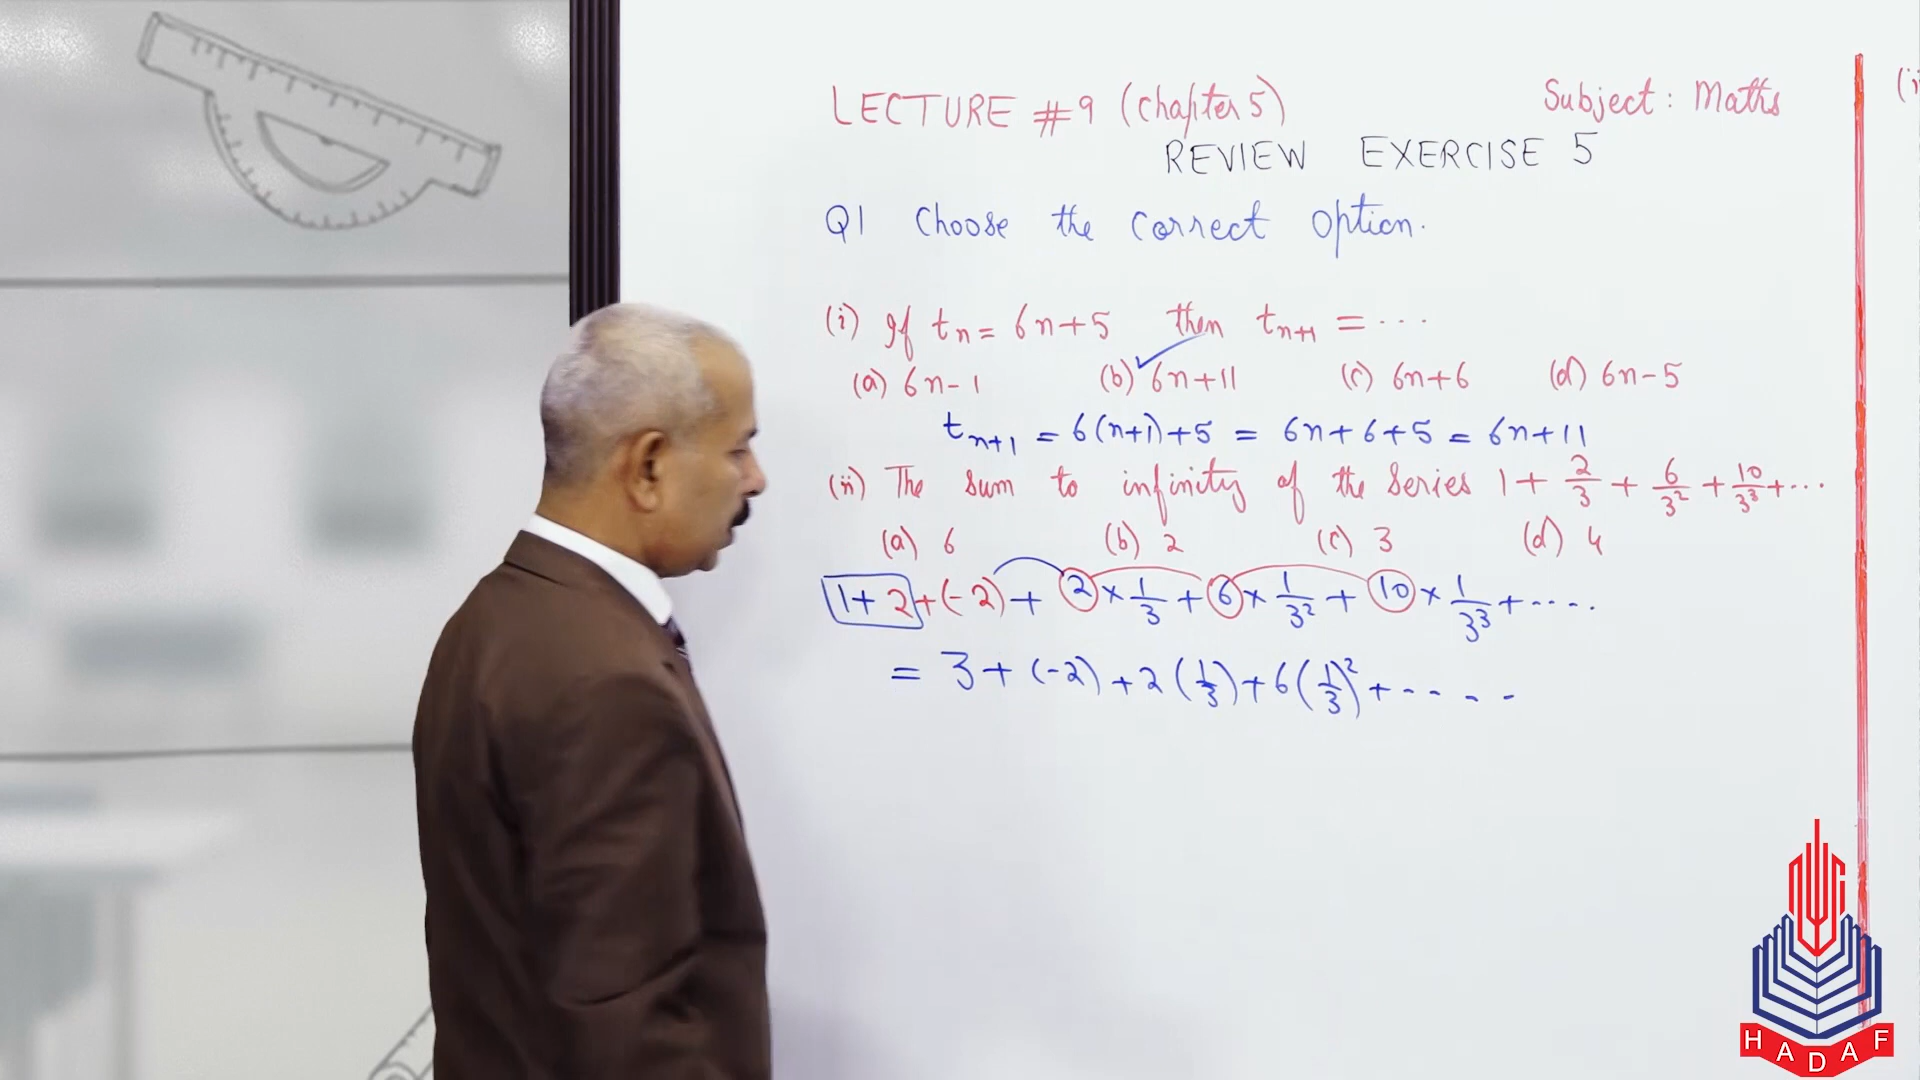 LECTURE #9 (Chapter 5) Subject: Maths
REVIEW EXERCISE 5
Q1 Choose the correct option.
(i) If t_n = 6n+5 then t_{n+1} = ...
(a) 6n-1 (b) ✓ 6n+11 (c) 6n+6 (d) 6n-5
t_{n+1} = 6(n+1)+5 = 6n+6+5 = 6n+11
(ii) The sum to infinity of the series 1 + 2/3 + 6/3² + 10/3³ + ...
(a) 6 (b) 2 (c) 3 (d) 4
1+2+(-2) + 2 × 1/3 + 6 × 1/3² + 10 × 1/3³ + ....
= 3 + (-2) + 2(1/3) + 6(1/3)² + - - - -
HADAF